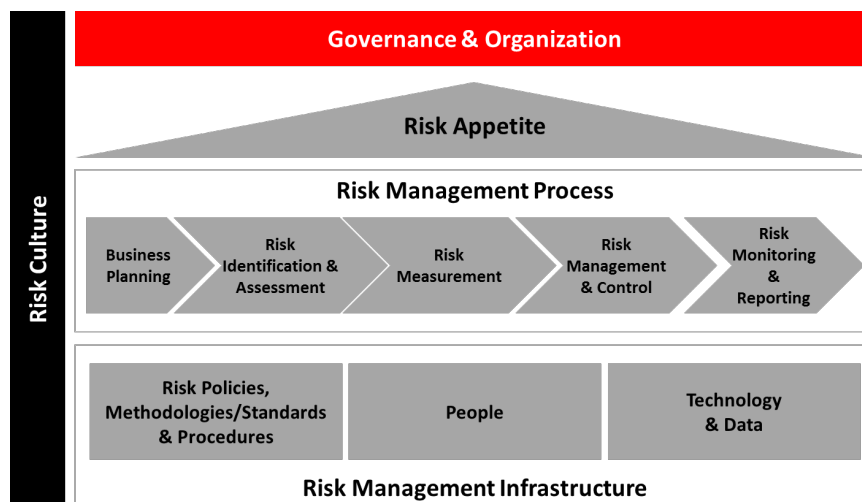 Governance & Organization
Risk Culture
Risk Appetite
Risk Management Process
Business
Planning
Risk
Identification &
Assessment
Risk
Measurement
Risk
Management
& Control
Risk
Monitoring
&
Reporting
Risk Policies,
Methodologies/Standards
& Procedures
People
Technology
& Data
Risk Management Infrastructure